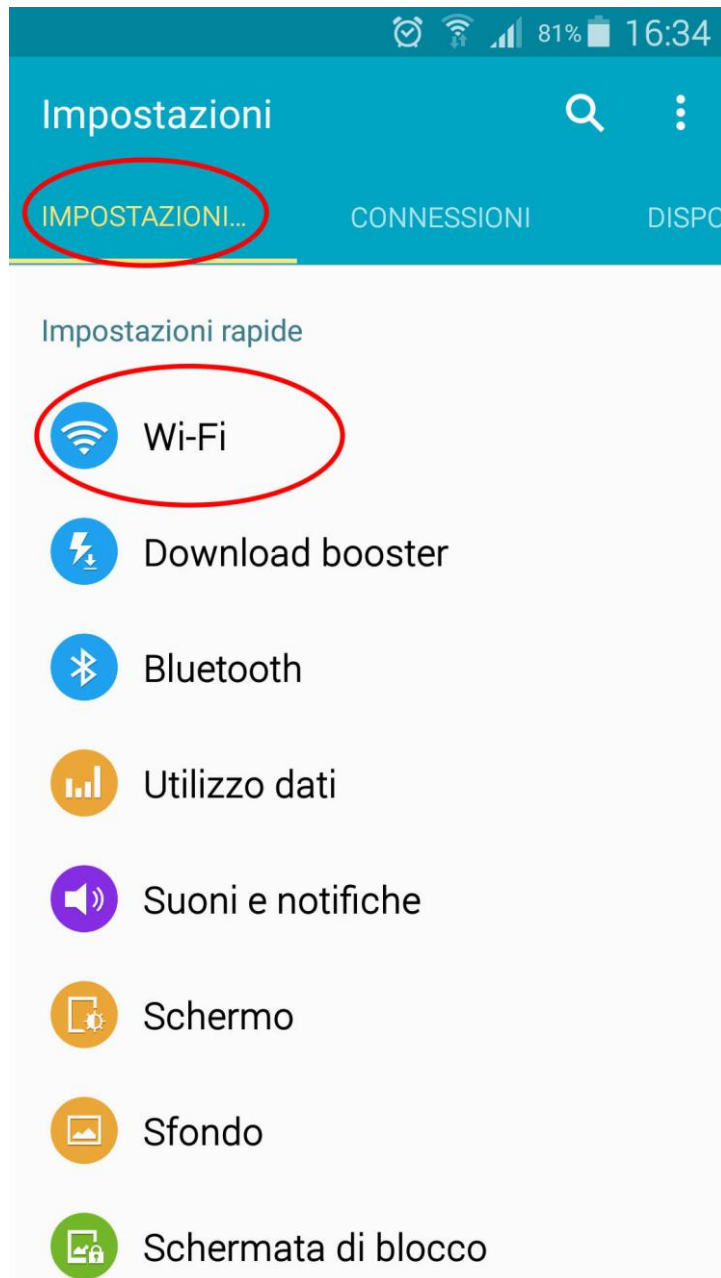 81% 16:34
Impostazioni
IMPOSTAZIONI... CONNESSIONI DISPO
Impostazioni rapide
Wi-Fi
Download booster
Bluetooth
Utilizzo dati
Suoni e notifiche
Schermo
Sfondo
Schermata di blocco